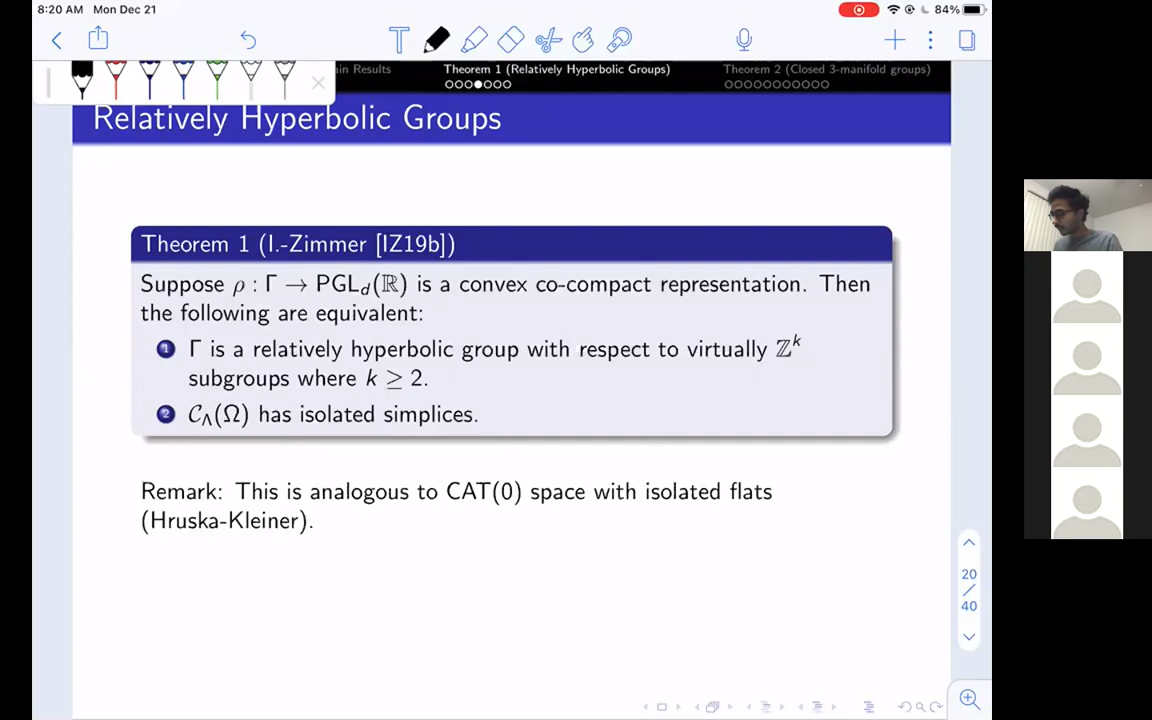 8:20 AM Mon Dec 21
84%
ain Results
Theorem 1 (Relatively Hyperbolic Groups)
Theorem 2 (Closed 3-manifold groups)
Relatively Hyperbolic Groups
Theorem 1 (I.-Zimmer [IZ19b])
Suppose ρ : Γ → PGL_d(ℝ) is a convex co-compact representation. Then
the following are equivalent:
1 Γ is a relatively hyperbolic group with respect to virtually ℤ^k
subgroups where k ≥ 2.
2 𝒞_Λ(Ω) has isolated simplices.
Remark: This is analogous to CAT(0) space with isolated flats
(Hruska-Kleiner).
20
/
40